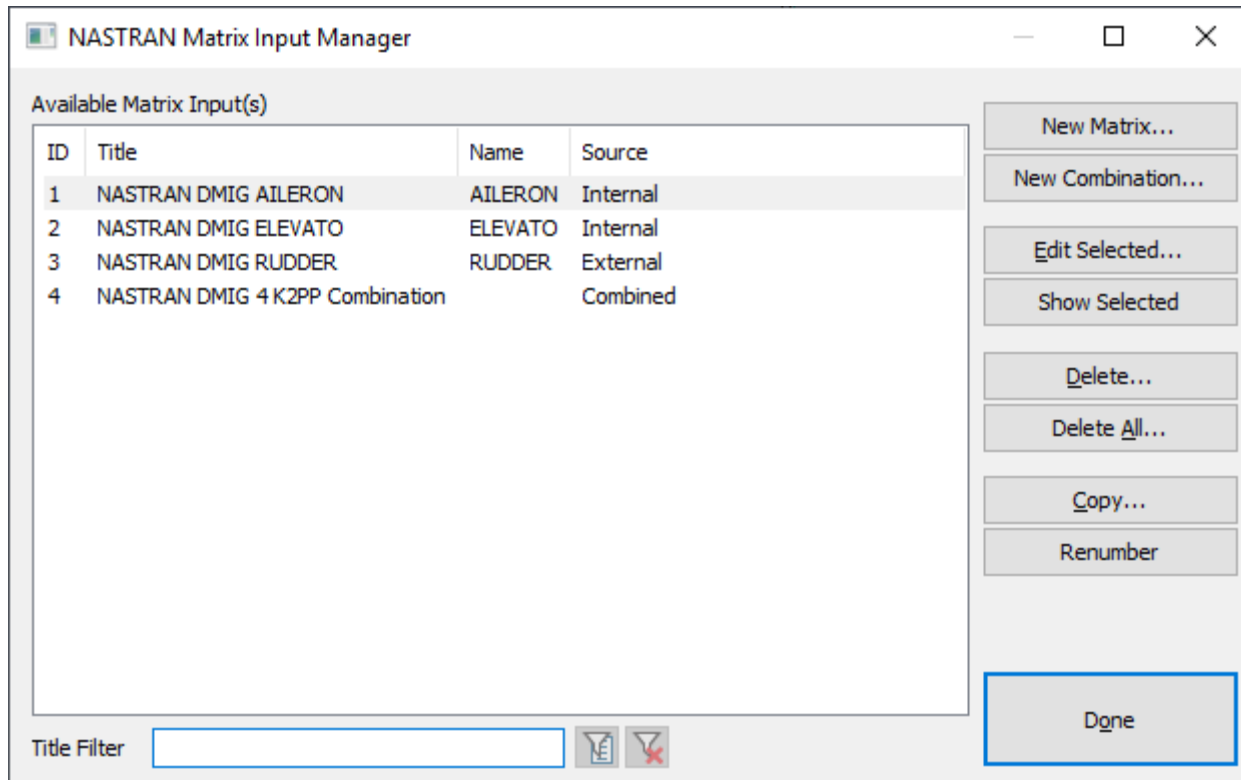 NASTRAN Matrix Input Manager
Available Matrix Input(s)
ID Title Name Source
1 NASTRAN DMIG AILERON AILERON Internal
2 NASTRAN DMIG ELEVATO ELEVATO Internal
3 NASTRAN DMIG RUDDER RUDDER External
4 NASTRAN DMIG 4 K2PP Combination Combined
New Matrix...
New Combination...
Edit Selected...
Show Selected
Delete...
Delete All...
Copy...
Renumber
Done
Title Filter